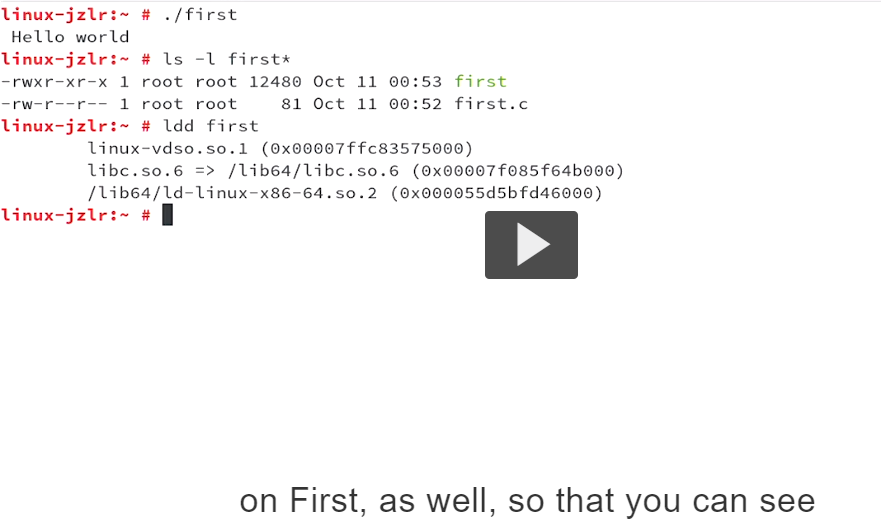 linux-jzlr:~ # ./first
 Hello world
linux-jzlr:~ # ls -l first*
-rwxr-xr-x 1 root root 12480 Oct 11 00:53 first
-rw-r--r-- 1 root root    81 Oct 11 00:52 first.c
linux-jzlr:~ # ldd first
        linux-vdso.so.1 (0x00007ffc83575000)
        libc.so.6 => /lib64/libc.so.6 (0x00007f085f64b000)
        /lib64/ld-linux-x86-64.so.2 (0x000055d5bfd46000)
linux-jzlr:~ #
on First, as well, so that you can see